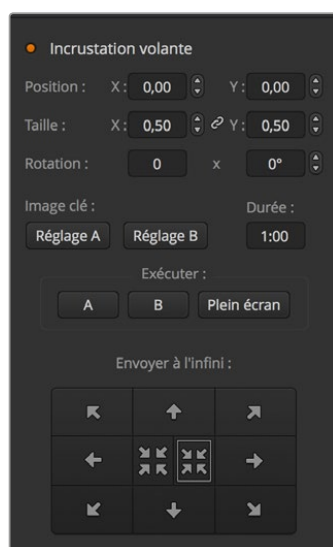 Incrustation volante
Position : X: 0,00 Y: 0,00
Taille : X: 0,50 Y: 0,50
Rotation : 0 x 0°
Image clé : Durée :
Réglage A Réglage B 1:00
Exécuter :
A B Plein écran
Envoyer à l'infini :